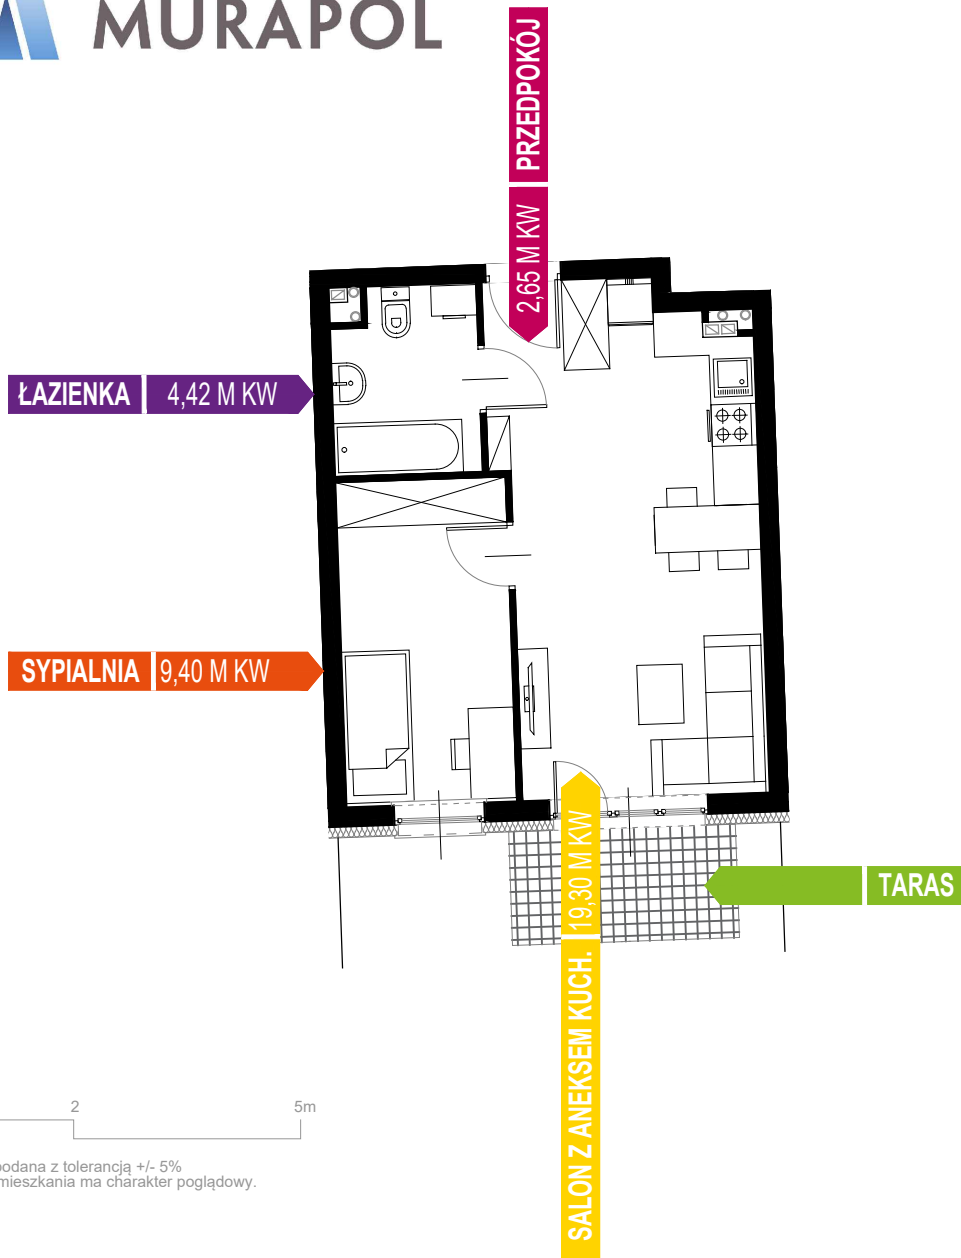 MURAPOL
PRZEDPOKÓJ
2,65 M KW
ŁAZIENKA 4,42 M KW
SYPIALNIA 9,40 M KW
19,30 M KW
SALON Z ANEKSEM KUCH.
TARAS
2 5m
podana z tolerancją +/- 5%
mieszkania ma charakter poglądowy.